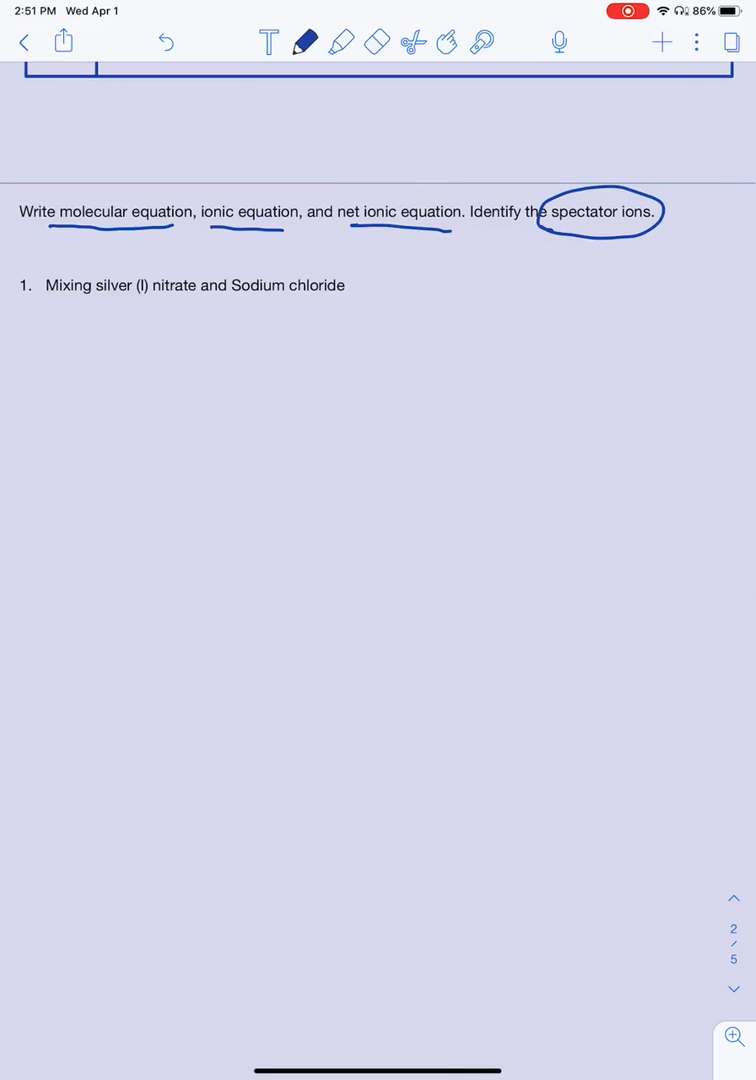 2:51 PM Wed Apr 1
86%
T
Write molecular equation, ionic equation, and net ionic equation. Identify the spectator ions.
1. Mixing silver (I) nitrate and Sodium chloride
2
/
5